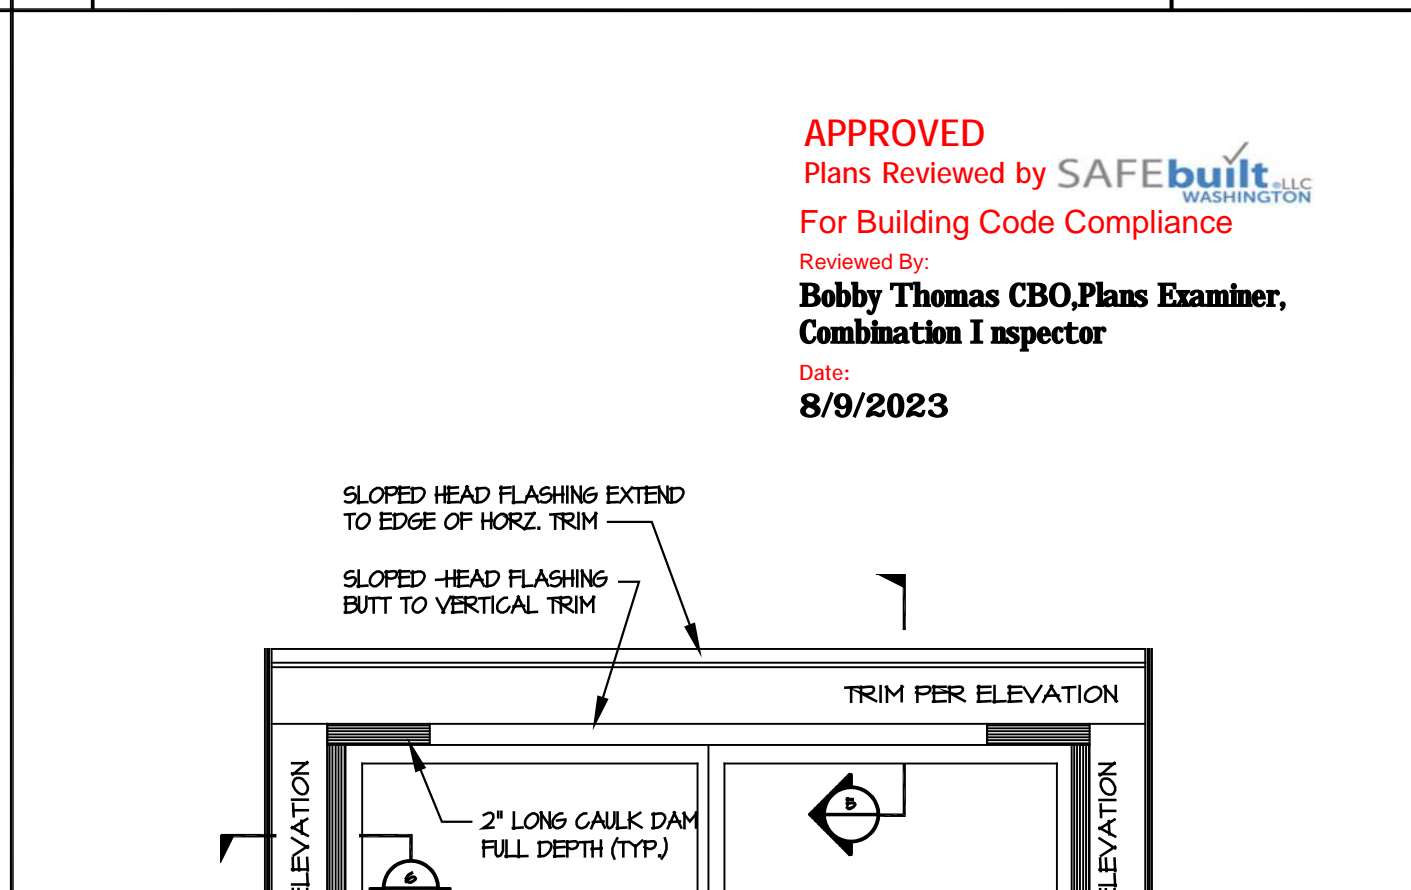 APPROVED
Plans Reviewed by SAFEbuilt LLC
WASHINGTON
For Building Code Compliance
Reviewed By:
Bobby Thomas CBO,Plans Examiner,
Combination I nspector
Date:
8/9/2023
SLOPED HEAD FLASHING EXTEND
TO EDGE OF HORZ. TRIM
SLOPED -HEAD FLASHING
BUTT TO VERTICAL TRIM
TRIM PER ELEVATION
2" LONG CAULK DAM
FULL DEPTH (TYP.)
5
6
ELEVATION
ELEVATION